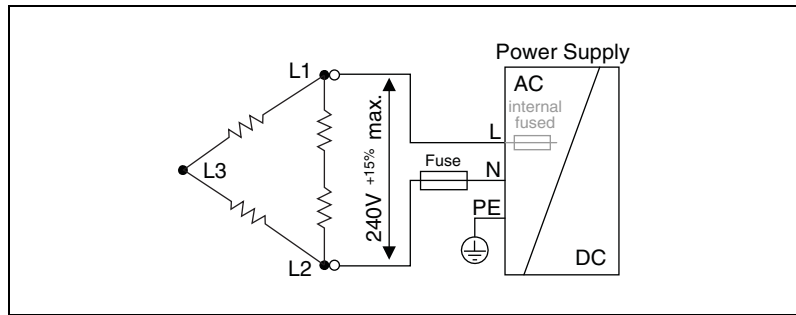 Power Supply
L1
AC
internal
fused
L
240V +15% max.
Fuse
N
L3
PE
L2
DC